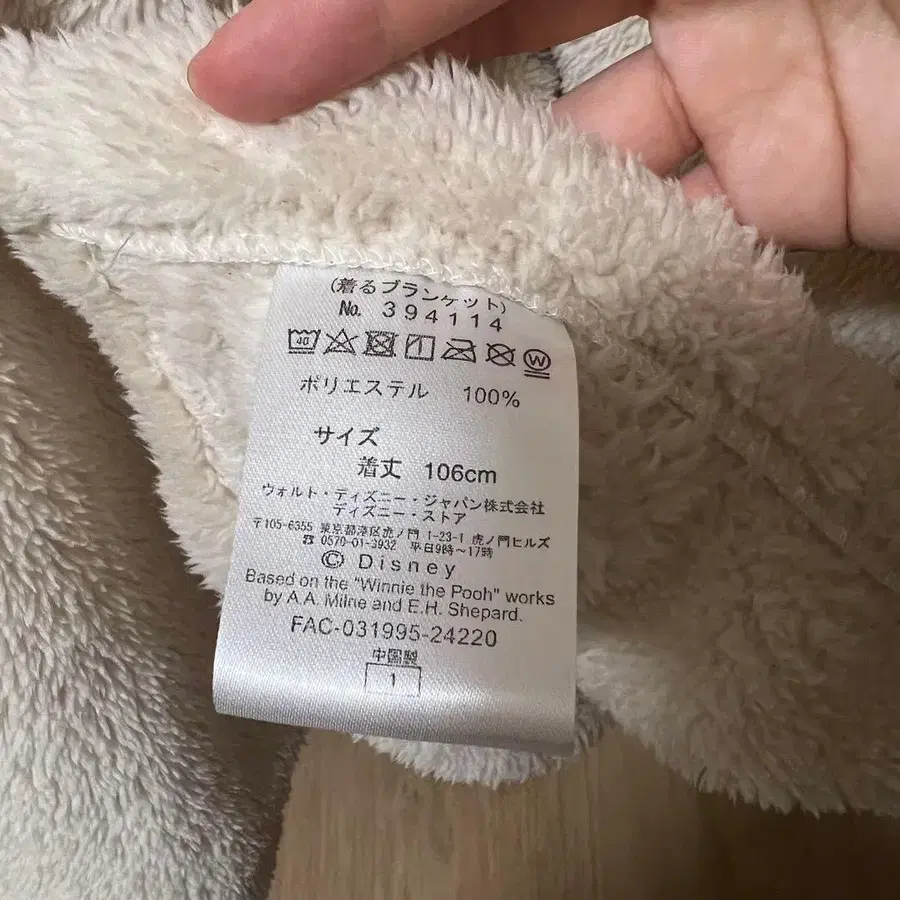 (着るブランケット)
No. 394114
40 W
ポリエステル 100%
サイズ
着丈 106cm
ウォルト・ディズニー・ジャパン株式会社
ディズニー・ストア
〒105-6355 東京都港区虎ノ門 1-23-1 虎ノ門ヒルズ
☎ 0570-01-3932 平日9時〜17時
© Disney
Based on the "Winnie the Pooh" works
by A.A. Milne and E.H. Shepard.
FAC-031995-24220
中国製
1